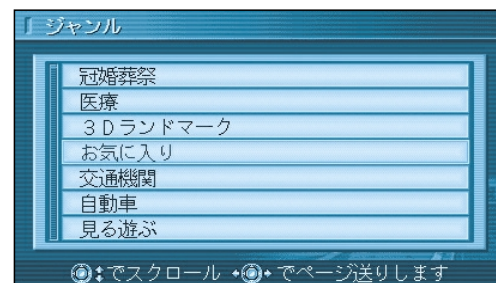 ジャンル
冠婚葬祭
医療
3Dランドマーク
お気に入り
交通機関
自動車
見る遊ぶ
でスクロール でページ送りします